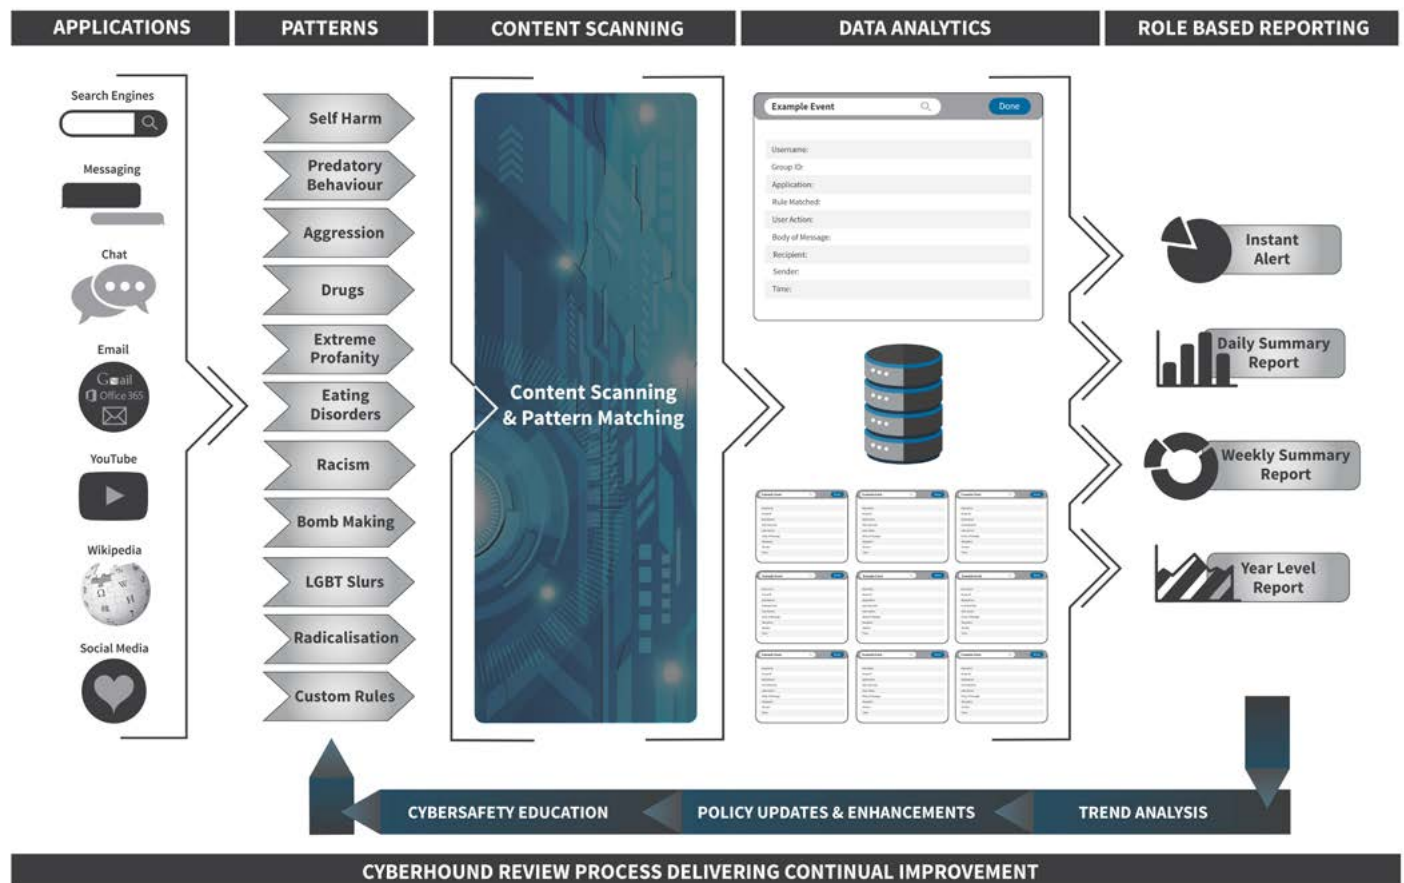 APPLICATIONS
PATTERNS
CONTENT SCANNING
DATA ANALYTICS
ROLE BASED REPORTING
Search Engines
Messaging
Chat
Email
Gmail
Office 365
YouTube
Wikipedia
Social Media
Self Harm
Predatory
Behaviour
Aggression
Drugs
Extreme
Profanity
Eating
Disorders
Racism
Bomb Making
LGBT Slurs
Radicalisation
Custom Rules
Content Scanning
& Pattern Matching
Example Event
Done
Username:
Group ID:
Application:
Rule Matched:
User Action:
Body of Message:
Recipient:
Sender:
Time:
Instant
Alert
Daily Summary
Report
Weekly Summary
Report
Year Level
Report
CYBERSAFETY EDUCATION
POLICY UPDATES & ENHANCEMENTS
TREND ANALYSIS
CYBERHOUND REVIEW PROCESS DELIVERING CONTINUAL IMPROVEMENT